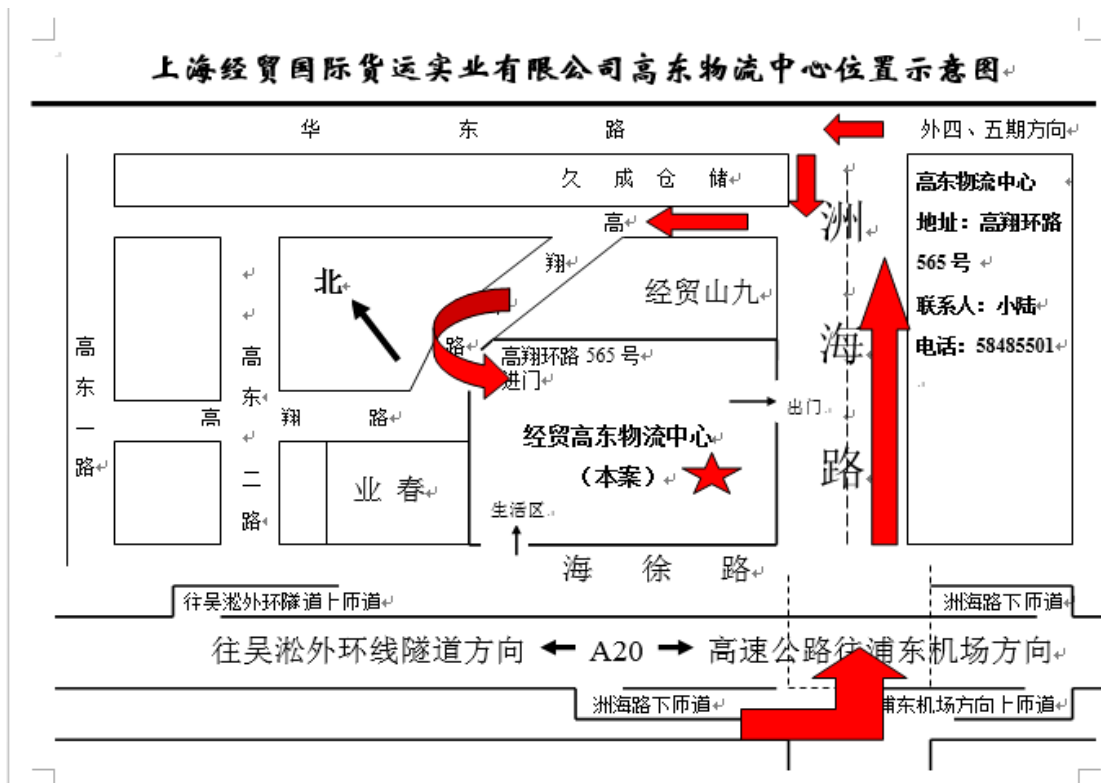 上海经贸国际货运实业有限公司高东物流中心位置示意图
华 东 路
外四、五期方向
久 成 仓 储
高东物流中心
地址：高翔环路
565 号
联系人：小陆
电话：58485501
洲
海
路
高
翔
路
经贸山九
北
高翔环路 565 号
进门
出门
经贸高东物流中心
（本案）
生活区
高
东
一
路
高
东
二
路
高 翔 路
业 春
海 徐 路
往吴淞外环隧道上匝道
洲海路下匝道
往吴淞外环线隧道方向 A20 高速公路往浦东机场方向
洲海路下匝道
浦东机场方向上匝道